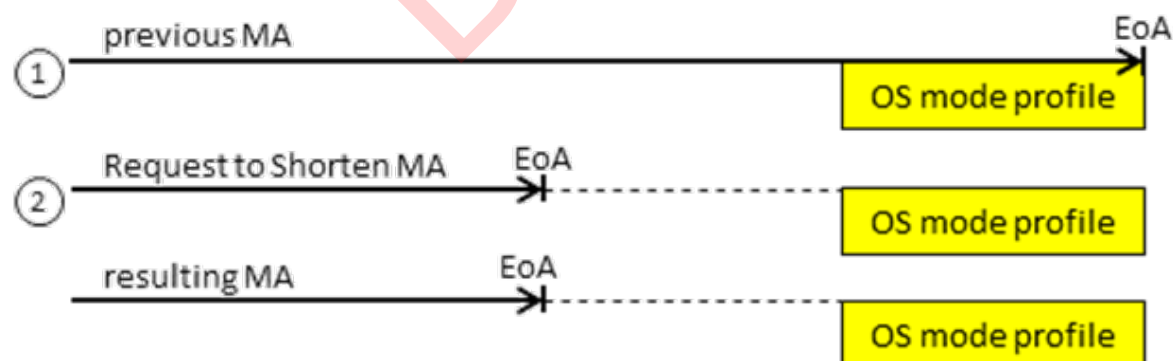 previous MA
EoA
1
OS mode profile
Request to Shorten MA
EoA
2
OS mode profile
resulting MA
EoA
OS mode profile